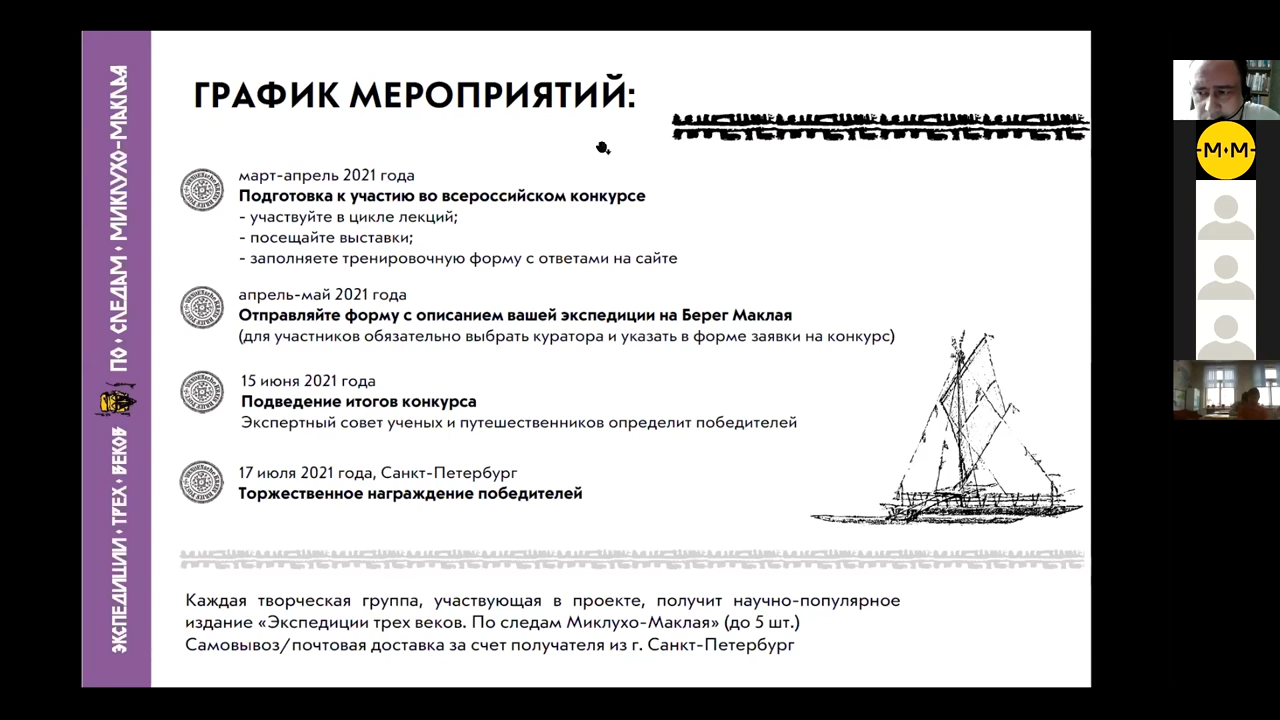 ГРАФИК МЕРОПРИЯТИЙ:
март-апрель 2021 года
Подготовка к участию во всероссийском конкурсе
- участвуйте в цикле лекций;
- посещайте выставки;
- заполняете тренировочную форму с ответами на сайте
апрель-май 2021 года
Отправляйте форму с описанием вашей экспедиции на Берег Маклая
(для участников обязательно выбрать куратора и указать в форме заявки на конкурс)
15 июня 2021 года
Подведение итогов конкурса
Экспертный совет ученых и путешественников определит победителей
17 июля 2021 года, Санкт-Петербург
Торжественное награждение победителей
Каждая творческая группа, участвующая в проекте, получит научно-популярное
издание «Экспедиции трех веков. По следам Миклухо-Маклая» (до 5 шт.)
Самовывоз/почтовая доставка за счет получателя из г. Санкт-Петербург
ЭКСПЕДИЦИИ · ТРЕХ · ВЕКОВ
ПО · СЛЕДАМ · МИКЛУХО-МАКЛАЯ
-М·М-